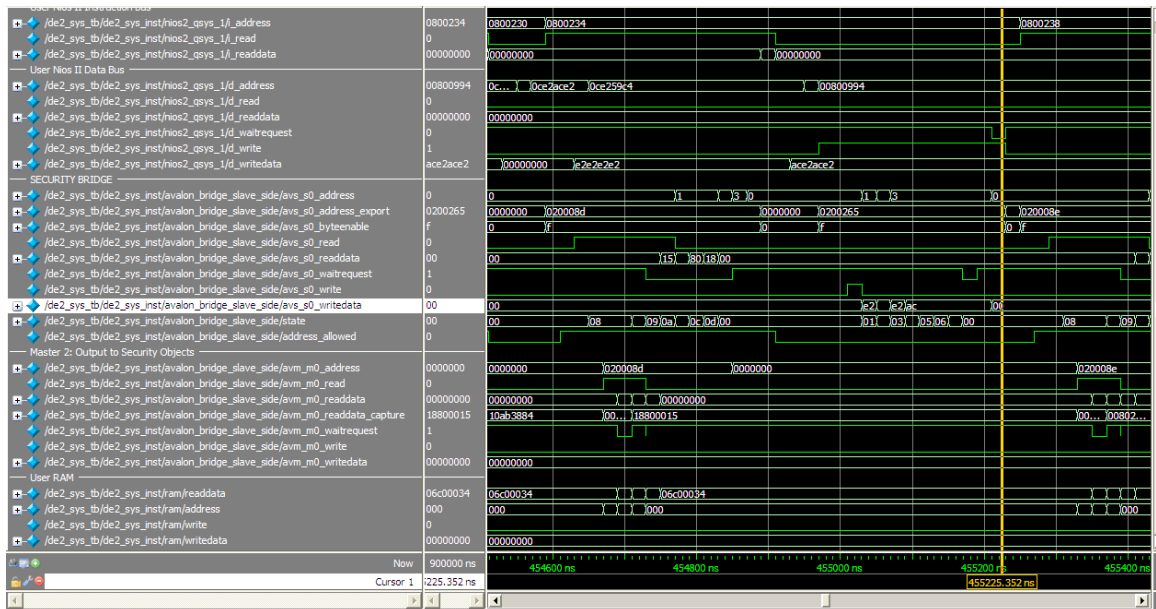 User Nios II Instruction Bus
/de2_sys_tb/de2_sys_inst/nios2_qsys_1/i_address 0800234 0800230 0800234 0800238
/de2_sys_tb/de2_sys_inst/nios2_qsys_1/i_read 0
/de2_sys_tb/de2_sys_inst/nios2_qsys_1/i_readdata 00000000 00000000 00000000
User Nios II Data Bus
/de2_sys_tb/de2_sys_inst/nios2_qsys_1/d_address 00800994 0c... 0ce2ace2 0ce259c4 00800994
/de2_sys_tb/de2_sys_inst/nios2_qsys_1/d_read 0
/de2_sys_tb/de2_sys_inst/nios2_qsys_1/d_readdata 00000000 00000000
/de2_sys_tb/de2_sys_inst/nios2_qsys_1/d_waitrequest 0
/de2_sys_tb/de2_sys_inst/nios2_qsys_1/d_write 1
/de2_sys_tb/de2_sys_inst/nios2_qsys_1/d_writedata ace2ace2 00000000 e2e2e2e2 ace2ace2
SECURITY BRIDGE
/de2_sys_tb/de2_sys_inst/avalon_bridge_slave_side/avs_s0_address 0 0 1 3 0 1 3 0
/de2_sys_tb/de2_sys_inst/avalon_bridge_slave_side/avs_s0_address_export 0200265 0000000 020008d 0000000 0200265 020008e
/de2_sys_tb/de2_sys_inst/avalon_bridge_slave_side/avs_s0_byteenable f 0 f 0 f 0 f
/de2_sys_tb/de2_sys_inst/avalon_bridge_slave_side/avs_s0_read 0
/de2_sys_tb/de2_sys_inst/avalon_bridge_slave_side/avs_s0_readdata 00 00 15 80 18 00
/de2_sys_tb/de2_sys_inst/avalon_bridge_slave_side/avs_s0_waitrequest 1
/de2_sys_tb/de2_sys_inst/avalon_bridge_slave_side/avs_s0_write 0
/de2_sys_tb/de2_sys_inst/avalon_bridge_slave_side/avs_s0_writedata 00 00 e2 e2 ac 00
/de2_sys_tb/de2_sys_inst/avalon_bridge_slave_side/state 00 00 08 09 0a 0c 0d 00 01 03 05 06 00 08 09
/de2_sys_tb/de2_sys_inst/avalon_bridge_slave_side/address_allowed 0
Master 2: Output to Security Objects
/de2_sys_tb/de2_sys_inst/avalon_bridge_slave_side/avm_m0_address 0000000 0000000 020008d 0000000 020008e
/de2_sys_tb/de2_sys_inst/avalon_bridge_slave_side/avm_m0_read 0
/de2_sys_tb/de2_sys_inst/avalon_bridge_slave_side/avm_m0_readdata 00000000 00000000 00000000
/de2_sys_tb/de2_sys_inst/avalon_bridge_slave_side/avm_m0_readdata_capture 18800015 10ab3884 00... 18800015 00... 00802...
/de2_sys_tb/de2_sys_inst/avalon_bridge_slave_side/avm_m0_waitrequest 1
/de2_sys_tb/de2_sys_inst/avalon_bridge_slave_side/avm_m0_write 0
/de2_sys_tb/de2_sys_inst/avalon_bridge_slave_side/avm_m0_writedata 00000000 00000000
User RAM
/de2_sys_tb/de2_sys_inst/ram/readdata 06c00034 06c00034 06c00034
/de2_sys_tb/de2_sys_inst/ram/address 000 000 000 000
/de2_sys_tb/de2_sys_inst/ram/write 0
/de2_sys_tb/de2_sys_inst/ram/writedata 00000000 00000000
Now 900000 ns 454600 ns 454800 ns 455000 ns 455200 ns 455400 ns
Cursor 1 225.352 ns 455225.352 ns